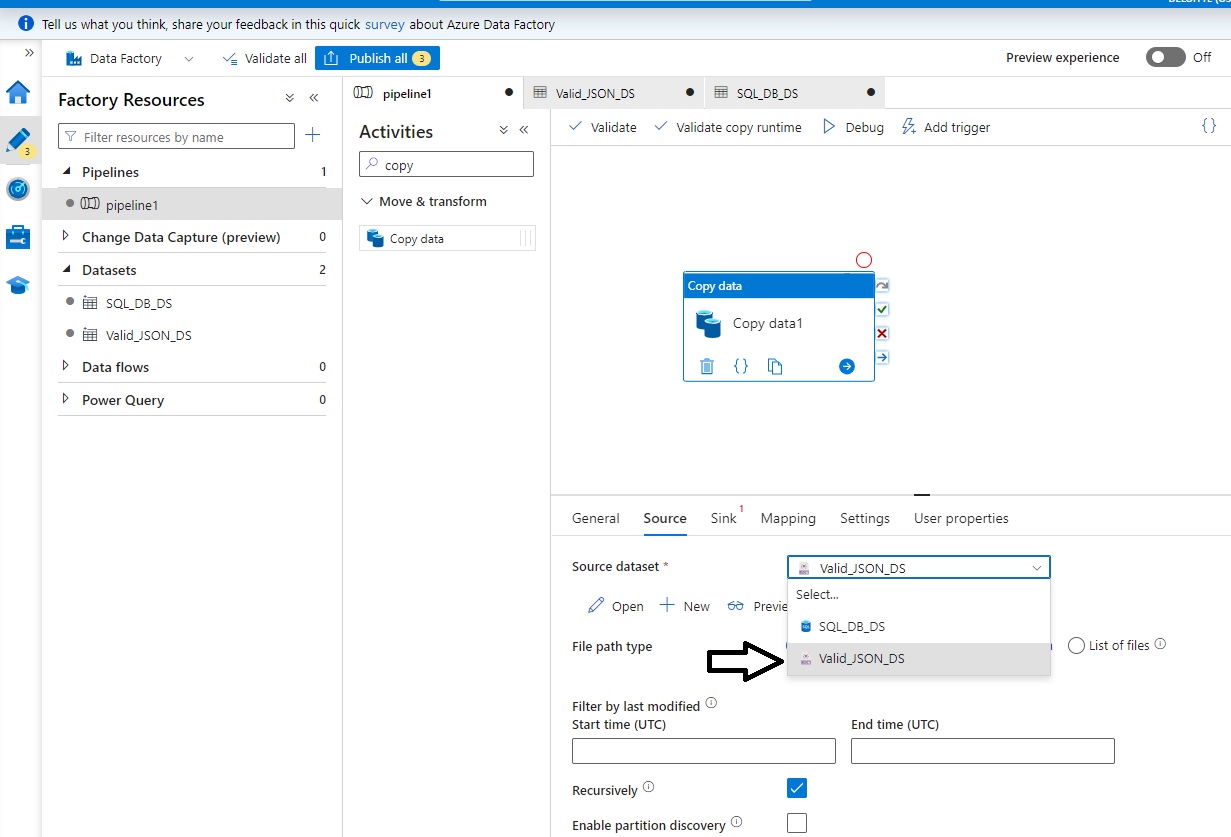 Tell us what you think, share your feedback in this quick survey about Azure Data Factory
Data Factory
Validate all
Publish all 3
Preview experience
Off
Factory Resources
Filter resources by name
3
Pipelines 1
pipeline1
Change Data Capture (preview) 0
Datasets 2
SQL_DB_DS
Valid_JSON_DS
Data flows 0
Power Query 0
pipeline1
Valid_JSON_DS
SQL_DB_DS
Activities
copy
Move & transform
Copy data
Validate
Validate copy runtime
Debug
Add trigger
{}
Copy data
Copy data1
{}
General
Source
Sink 1
Mapping
Settings
User properties
Source dataset *
Valid_JSON_DS
Select...
SQL_DB_DS
Valid_JSON_DS
Open
New
Previe
File path type
List of files
Filter by last modified
Start time (UTC)
End time (UTC)
Recursively
Enable partition discovery